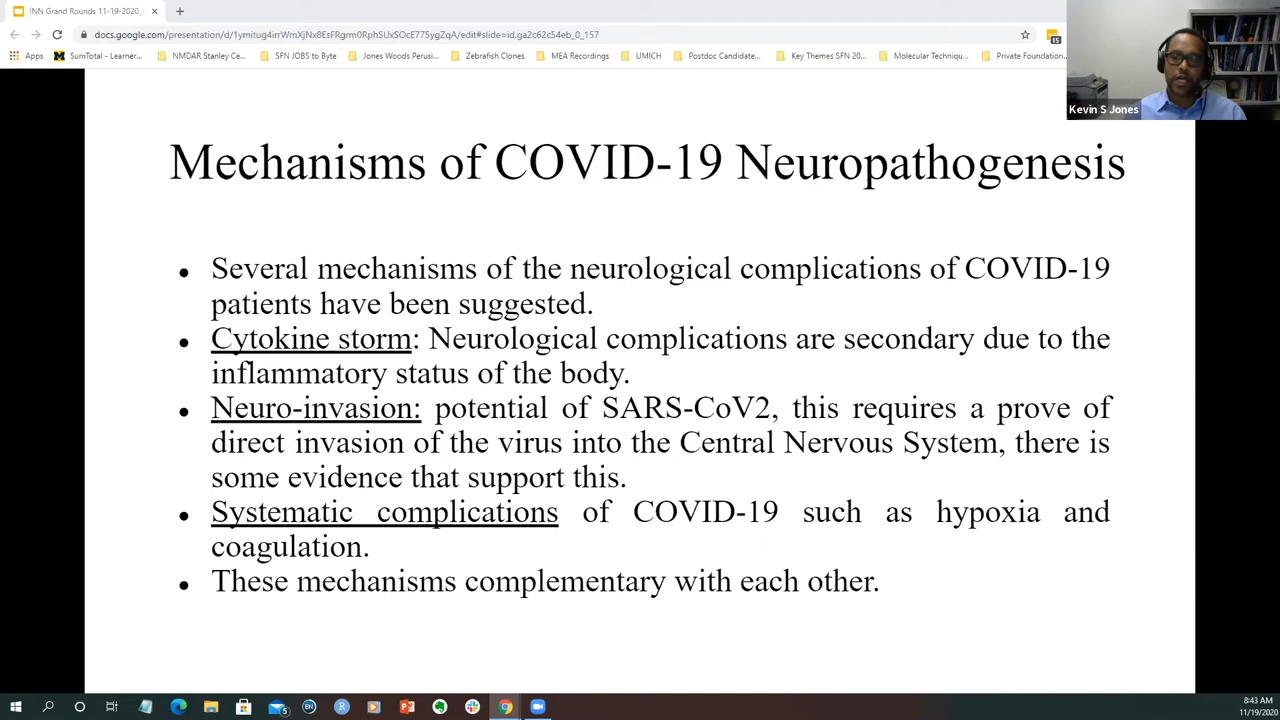 INN Grand Rounds 11-19-2020_
docs.google.com/presentation/d/1ymitug4irrWmXjNx8EsFRgrm0RphSUxSOcE775ygZqA/edit#slide=id.ga2c62c54eb_0_157
15
Apps SumTotal - Learner... NMDAR Stanley Ce... SFN JOBS to Byte Jones Woods Perusi... Zebrafish Clones MEA Recordings UMICH Postdoc Candidate... Key Themes SFN 20... Molecular Techniqu... Private Foundation...
Kevin S Jones
Mechanisms of COVID-19 Neuropathogenesis
• Several mechanisms of the neurological complications of COVID-19
patients have been suggested.
• Cytokine storm: Neurological complications are secondary due to the
inflammatory status of the body.
• Neuro-invasion: potential of SARS-CoV2, this requires a prove of
direct invasion of the virus into the Central Nervous System, there is
some evidence that support this.
• Systematic complications of COVID-19 such as hypoxia and
coagulation.
• These mechanisms complementary with each other.
8:43 AM
11/19/2020